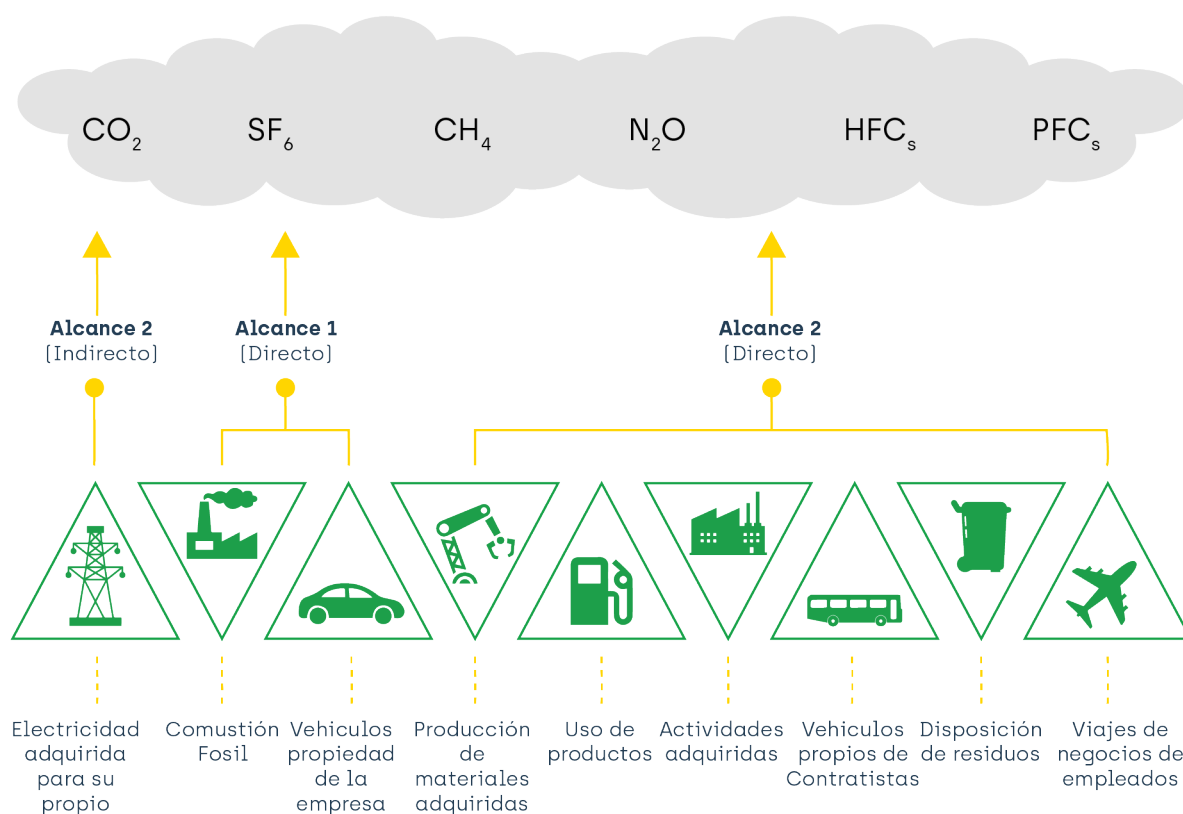 CO₂
SF₆
CH₄
N₂O
HFCₛ
PFCₛ
Alcance 2
(Indirecto)
Alcance 1
(Directo)
Alcance 2
(Directo)
Electricidad
adquirida
para su
propio
Comustión
Fosil
Vehiculos
propiedad
de la
empresa
Producción
de
materiales
adquiridas
Uso de
productos
Actividades
adquiridas
Vehiculos
propios de
Contratistas
Disposición
de residuos
Viajes de
negocios de
empleados